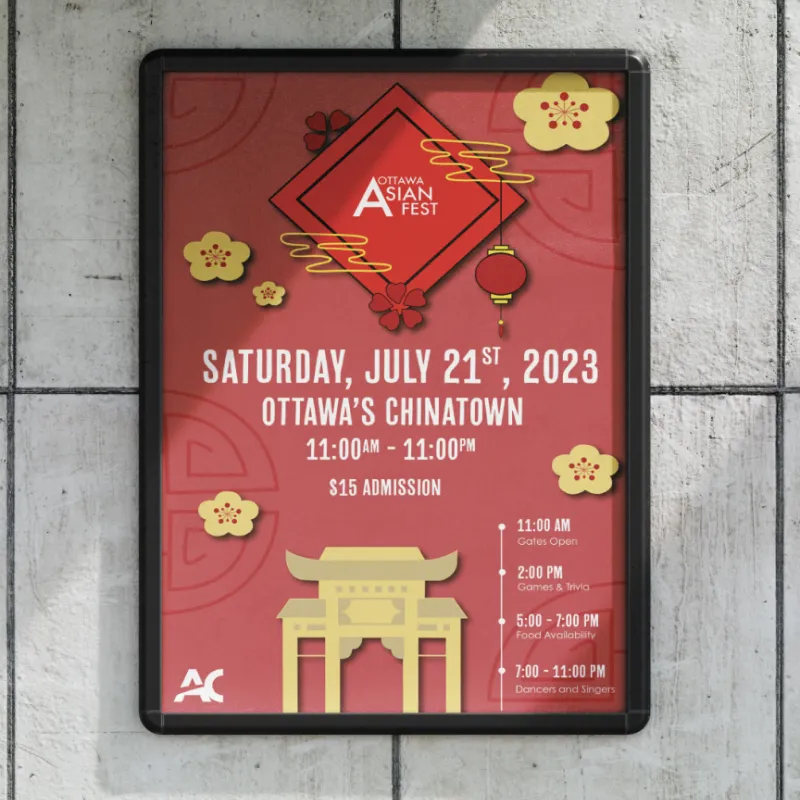 OTTAWA
ASIAN
FEST
SATURDAY, JULY 21ST, 2023
OTTAWA'S CHINATOWN
11:00AM - 11:00PM
$15 ADMISSION
11:00 AM
Gates Open
2:00 PM
Games & Trivia
5:00 - 7:00 PM
Food Availability
7:00 - 11:00 PM
Dancers and Singers
AC